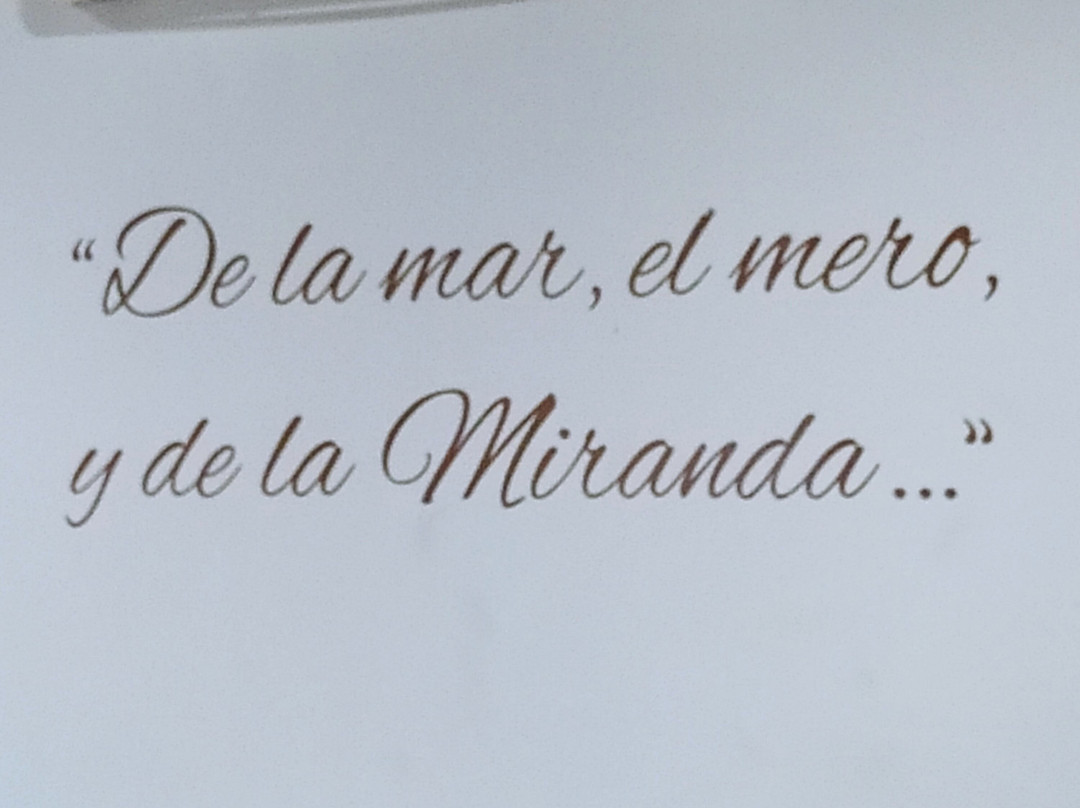 “De la mar, el mero,
y de la Miranda...”